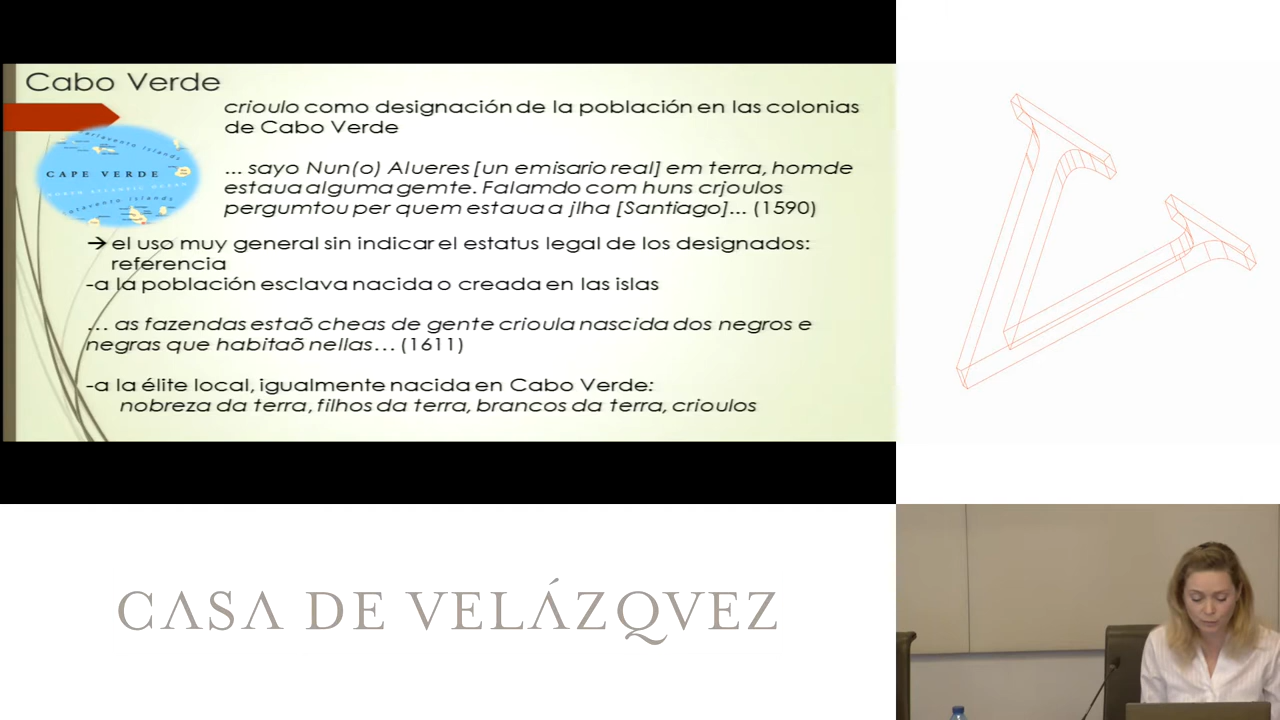 Cabo Verde
crioulo como designación de la población en las colonias
de Cabo Verde
... sayo Nun(o) Alueres [un emisario real] em terra, homde
estaua alguma gemte. Falamdo com huns crjoulos
pergumtou per quem estaua a jlha [Santiago]... (1590)
CAPE VERDE
NORTH ATLANTIC OCEAN
➔ el uso muy general sin indicar el estatus legal de los designados:
referencia
-a la población esclava nacida o creada en las islas
... as fazendas estaõ cheas de gente crioula nascida dos negros e
negras que habitaõ nellas... (1611)
-a la élite local, igualmente nacida en Cabo Verde:
nobreza da terra, filhos da terra, brancos da terra, crioulos
CASA DE VELÁZQVEZ